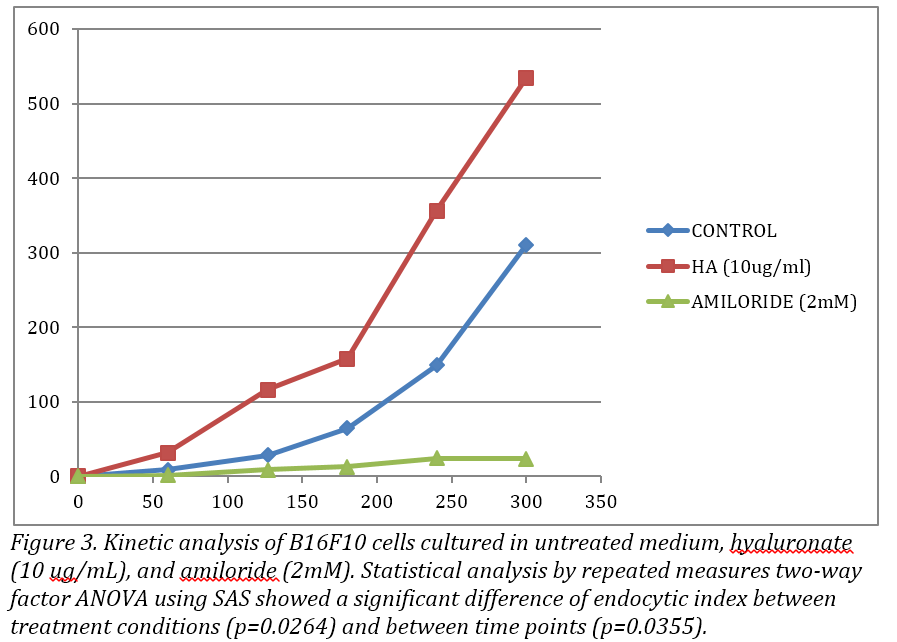 600
500
400
300
200
100
0
0 50 100 150 200 250 300 350
CONTROL
HA (10ug/ml)
AMILORIDE (2mM)
Figure 3. Kinetic analysis of B16F10 cells cultured in untreated medium, hyaluronate
(10 ug/mL), and amiloride (2mM). Statistical analysis by repeated measures two-way
factor ANOVA using SAS showed a significant difference of endocytic index between
treatment conditions (p=0.0264) and between time points (p=0.0355).